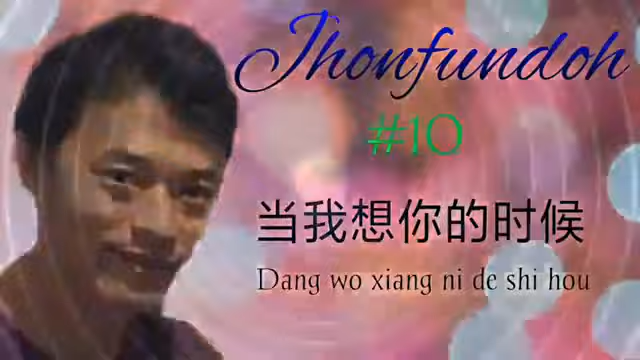 Jhonfundoh
#10
当我想你的时候
Dang wo xiang ni de shi hou